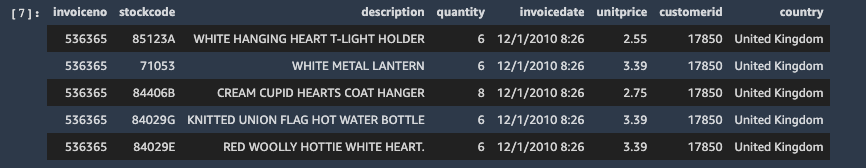 [7]: invoiceno stockcode description quantity invoicedate unitprice customerid country
536365 85123A WHITE HANGING HEART T-LIGHT HOLDER 6 12/1/2010 8:26 2.55 17850 United Kingdom
536365 71053 WHITE METAL LANTERN 6 12/1/2010 8:26 3.39 17850 United Kingdom
536365 84406B CREAM CUPID HEARTS COAT HANGER 8 12/1/2010 8:26 2.75 17850 United Kingdom
536365 84029G KNITTED UNION FLAG HOT WATER BOTTLE 6 12/1/2010 8:26 3.39 17850 United Kingdom
536365 84029E RED WOOLLY HOTTIE WHITE HEART. 6 12/1/2010 8:26 3.39 17850 United Kingdom